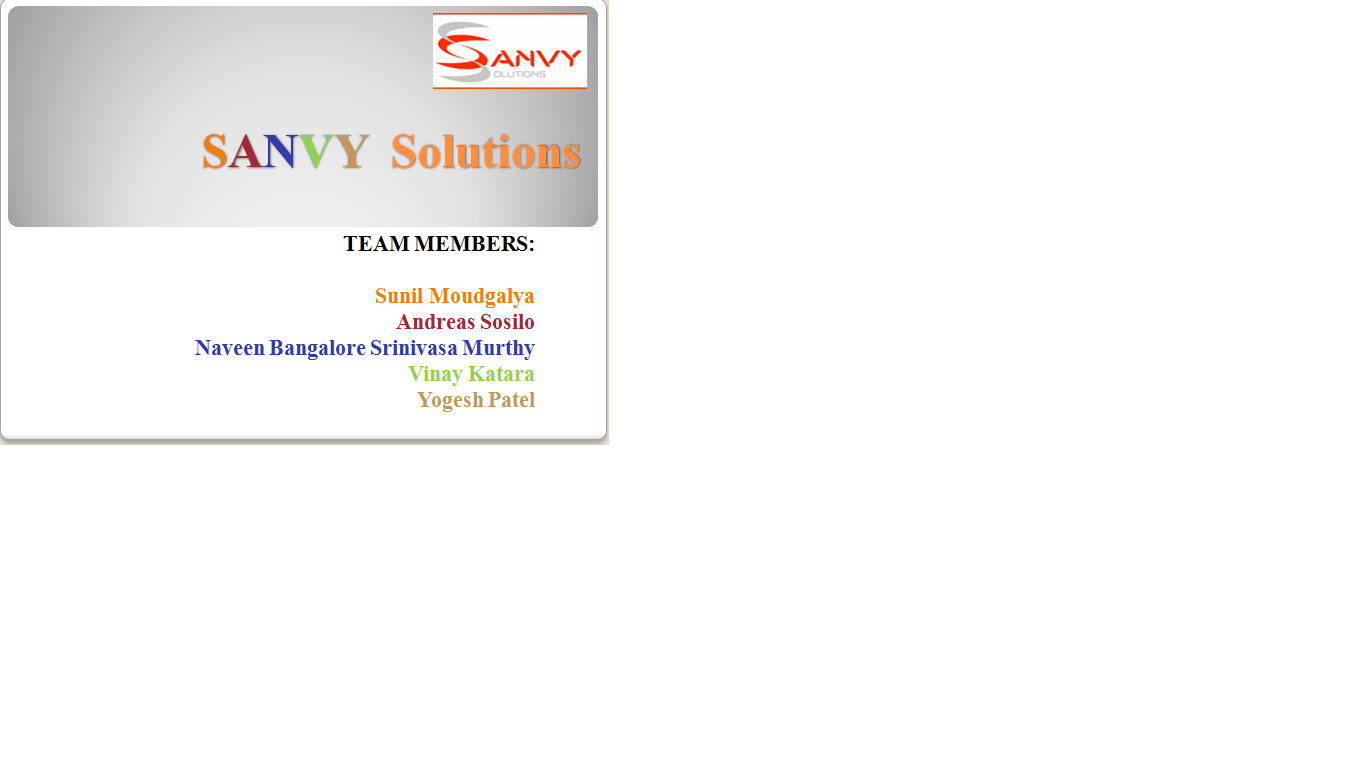 SANVY
SOLUTIONS
SANVY Solutions
TEAM MEMBERS:
Sunil Moudgalya
Andreas Sosilo
Naveen Bangalore Srinivasa Murthy
Vinay Katara
Yogesh Patel